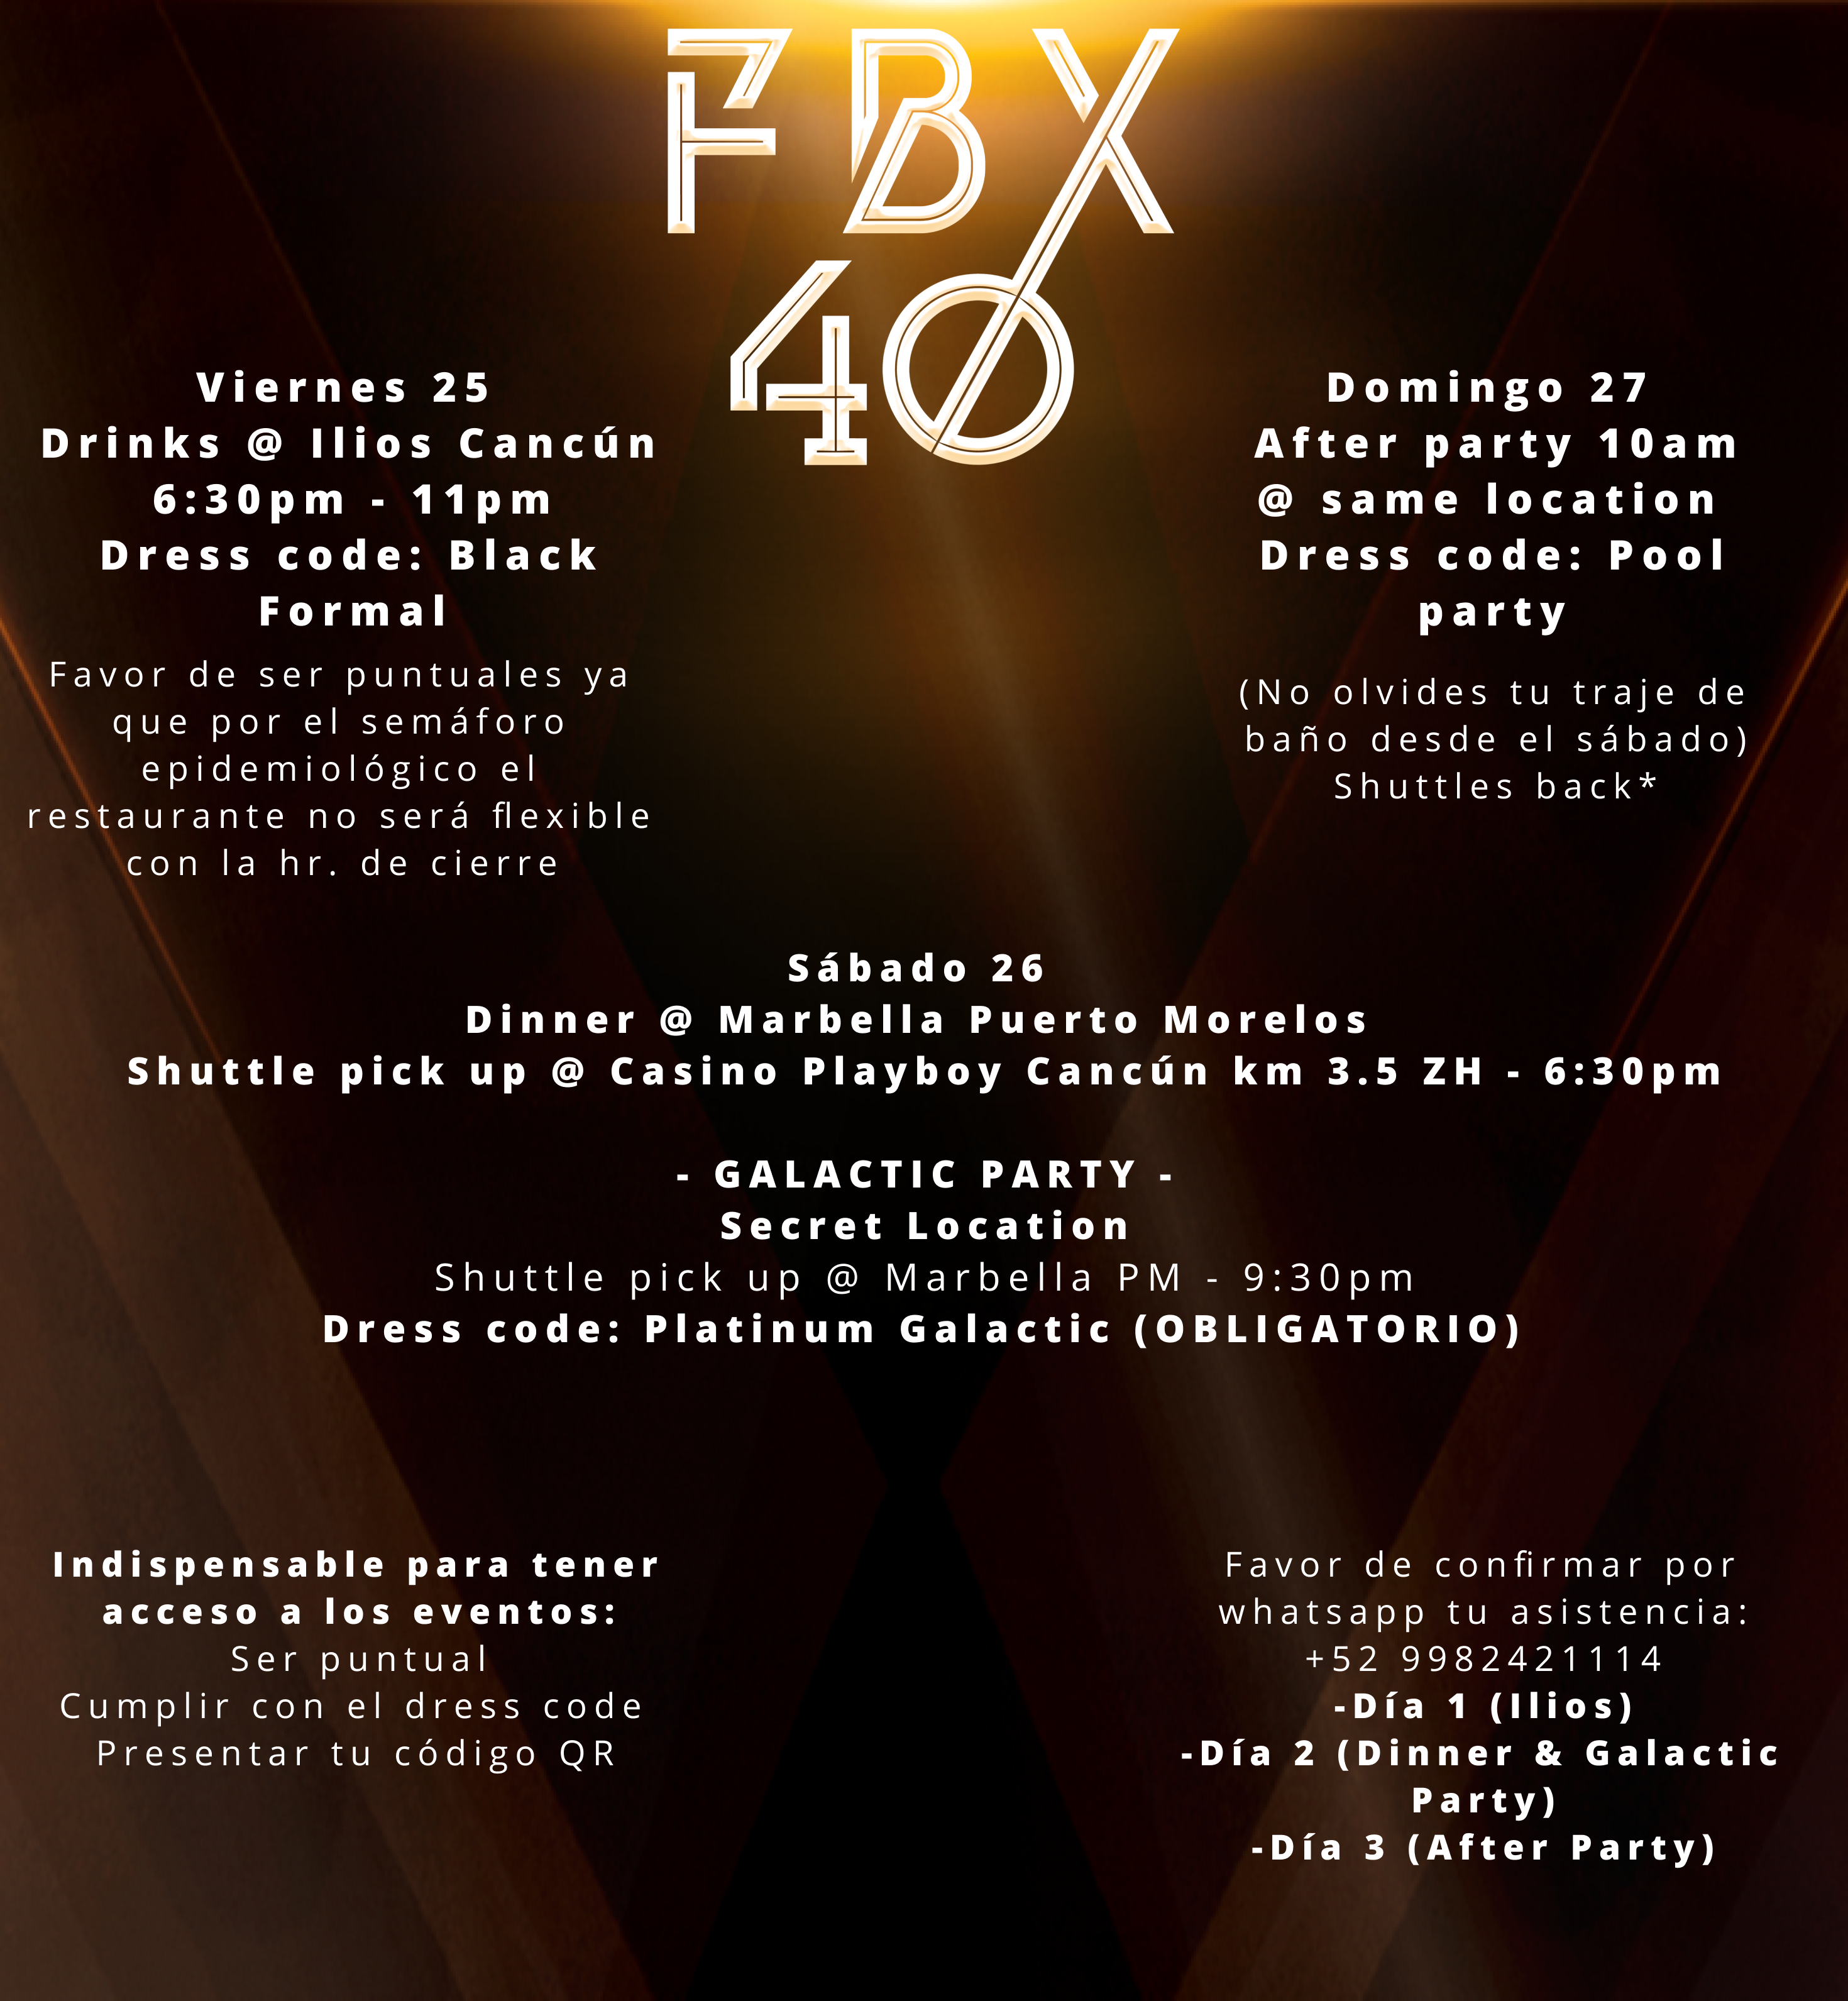 FBX
40
Viernes 25
Drinks @ Ilios Cancún
6:30pm - 11pm
Dress code: Black
Formal
Favor de ser puntuales ya
que por el semáforo
epidemiológico el
restaurante no será flexible
con la hr. de cierre
Domingo 27
After party 10am
@ same location
Dress code: Pool
party
(No olvides tu traje de
baño desde el sábado)
Shuttles back*
Sábado 26
Dinner @ Marbella Puerto Morelos
Shuttle pick up @ Casino Playboy Cancún km 3.5 ZH - 6:30pm
- GALACTIC PARTY -
Secret Location
Shuttle pick up @ Marbella PM - 9:30pm
Dress code: Platinum Galactic (OBLIGATORIO)
Indispensable para tener
acceso a los eventos:
Ser puntual
Cumplir con el dress code
Presentar tu código QR
Favor de confirmar por
whatsapp tu asistencia:
+52 9982421114
-Día 1 (Ilios)
-Día 2 (Dinner & Galactic
Party)
-Día 3 (After Party)